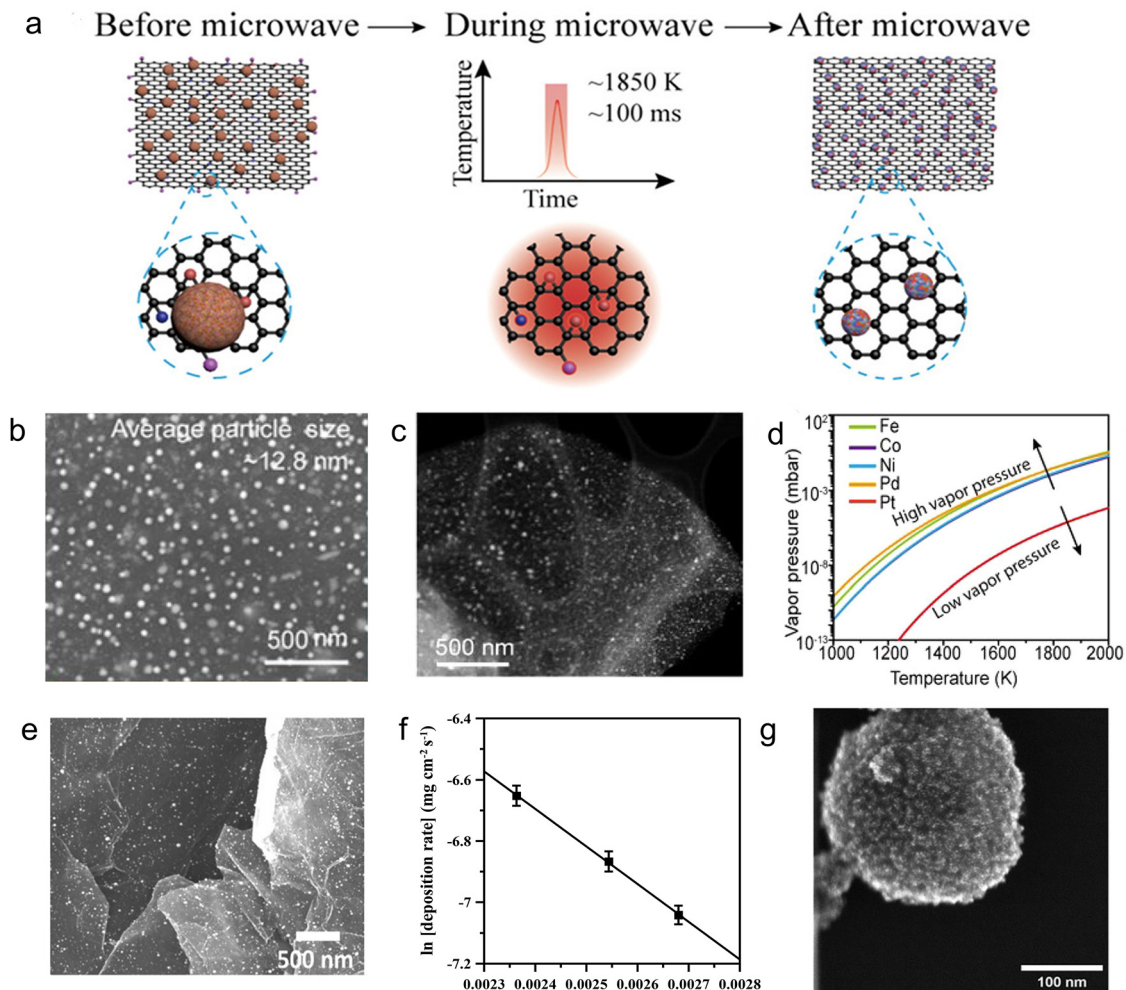 a
Before microwave
During microwave
After microwave
Temperature
~1850 K
~100 ms
Time
b
Average particle size
~12.8 nm
500 nm
c
500 nm
d
Vapor pressure (mbar)
10²
10⁻³
10⁻⁸
10⁻¹³
Fe
Co
Ni
Pd
Pt
High vapor pressure
Low vapor pressure
1000
1200
1400
1600
1800
2000
Temperature (K)
e
500 nm
f
ln [deposition rate] (mg cm⁻² s⁻¹)
-6.4
-6.6
-6.8
-7
-7.2
0.0023
0.0024
0.0025
0.0026
0.0027
0.0028
g
100 nm